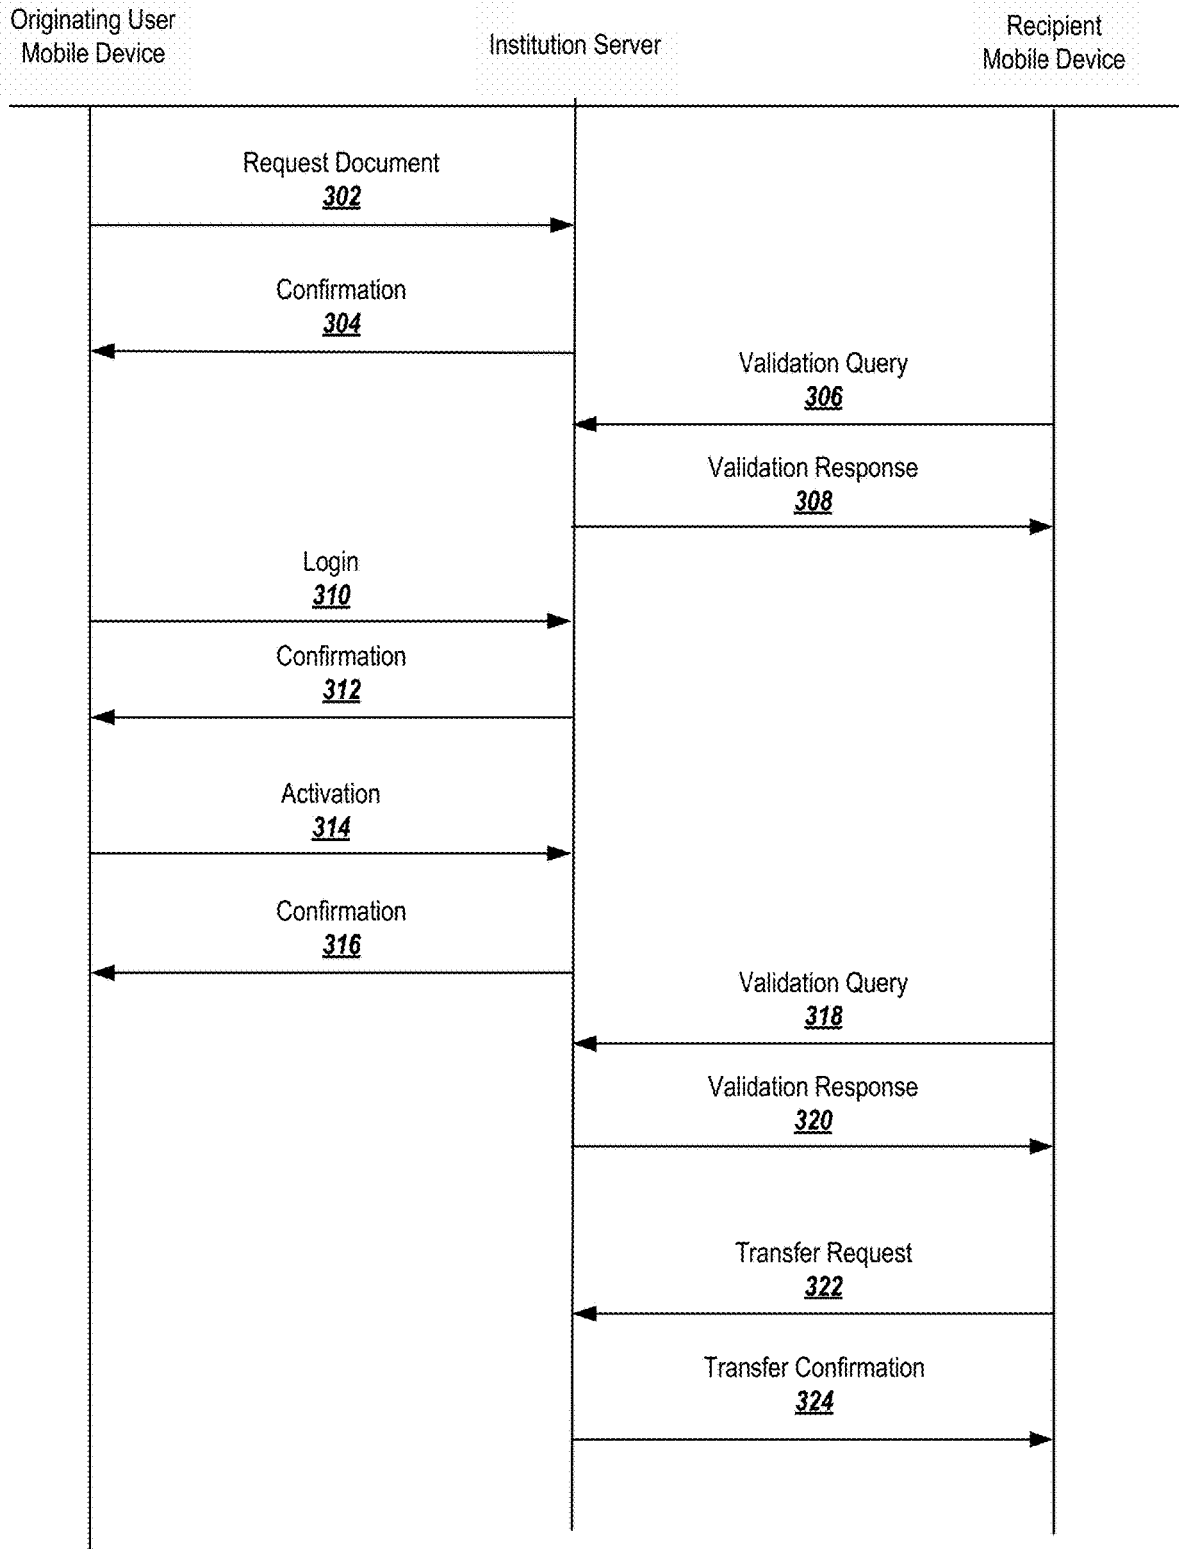 Originating User
Mobile Device
Institution Server
Recipient
Mobile Device
Request Document
302
Confirmation
304
Validation Query
306
Validation Response
308
Login
310
Confirmation
312
Activation
314
Confirmation
316
Validation Query
318
Validation Response
320
Transfer Request
322
Transfer Confirmation
324